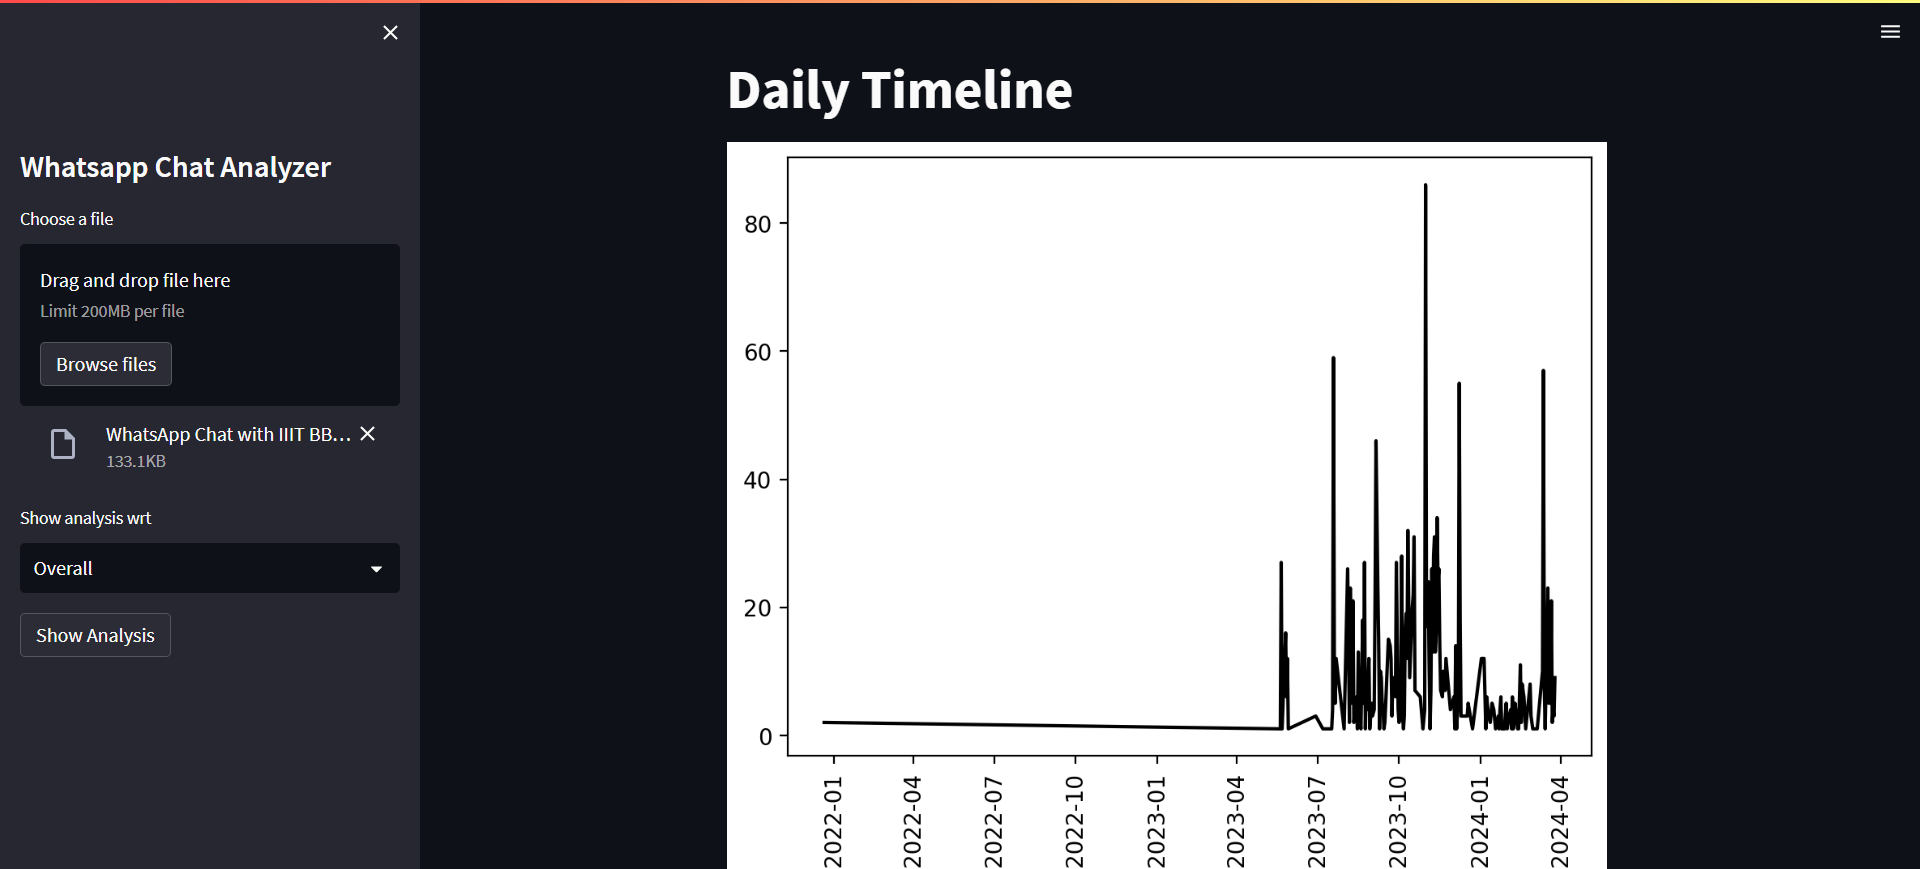 Whatsapp Chat Analyzer
Choose a file
Drag and drop file here
Limit 200MB per file
Browse files
WhatsApp Chat with IIIT BB...
133.1KB
Show analysis wrt
Overall
Show Analysis
Daily Timeline
80
60
40
20
0
2022-01
2022-04
2022-07
2022-10
2023-01
2023-04
2023-07
2023-10
2024-01
2024-04